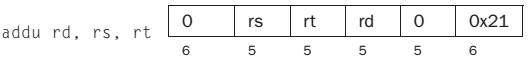 addu rd, rs, rt 0 rs rt rd 0 0x21
6 5 5 5 5 6